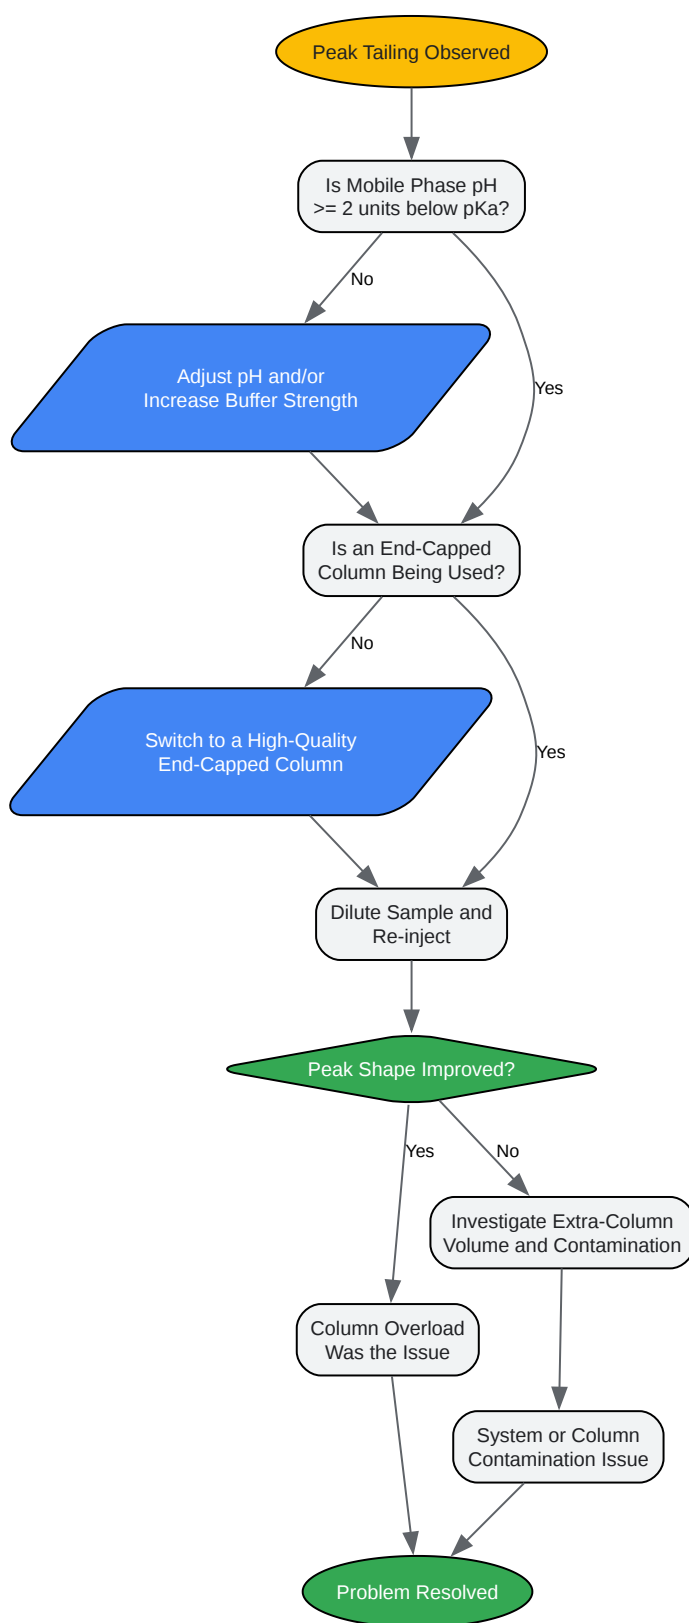 Peak Tailing Observed
Is Mobile Phase pH
>= 2 units below pKa?
No
Adjust pH and/or
Increase Buffer Strength
Yes
Is an End-Capped
Column Being Used?
No
Switch to a High-Quality
End-Capped Column
Yes
Dilute Sample and
Re-inject
Peak Shape Improved?
Yes
No
Investigate Extra-Column
Volume and Contamination
Column Overload
Was the Issue
System or Column
Contamination Issue
Problem Resolved